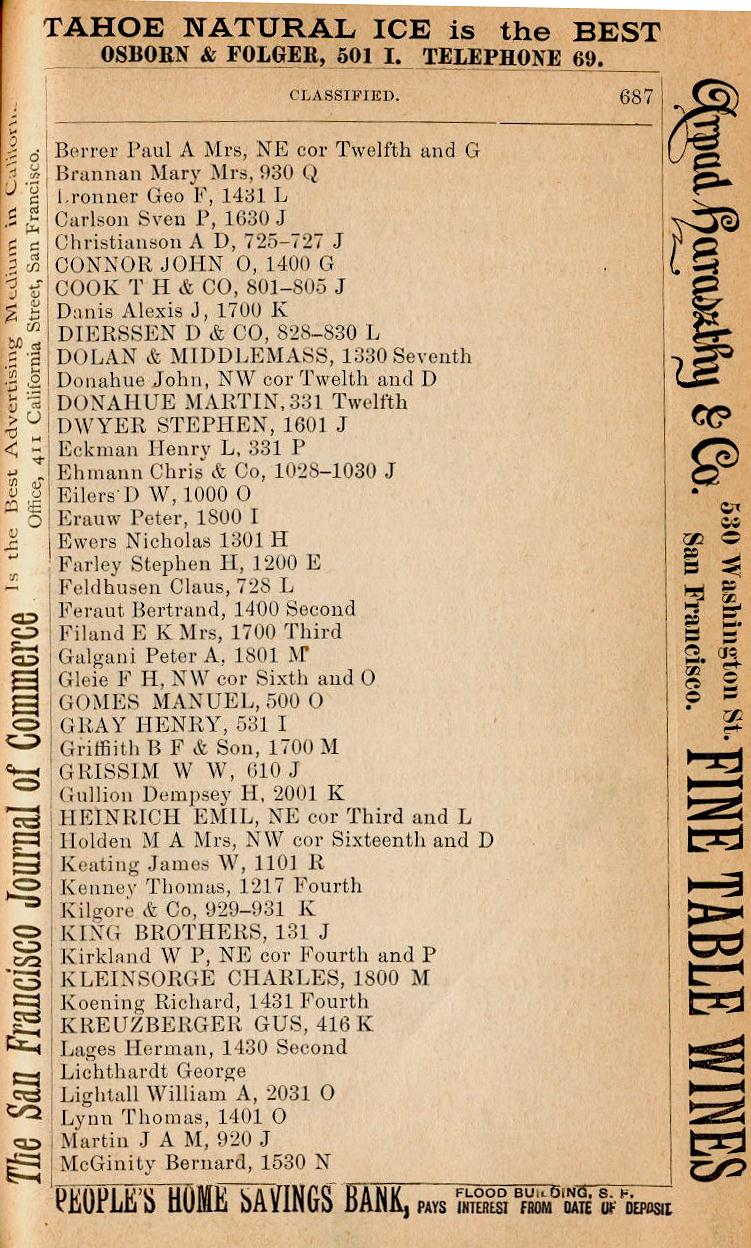 TAHOE NATURAL ICE is the BEST
OSBORN & FOLGER, 501 I. TELEPHONE 69.
CLASSIFIED. 687
Berrer Paul A Mrs, NE cor Twelfth and G
Brannan Mary Mrs, 930 Q
Bronner Geo F, 1431 L
Carlson Sven P, 1630 J
Christianson A D, 725–727 J
CONNOR JOHN O, 1400 G
COOK T H & CO, 801–805 J
Danis Alexis J, 1700 K
DIERSSEN D & CO, 828–830 L
DOLAN & MIDDLEMASS, 1330 Seventh
Donahue John, NW cor Twelth and D
DONAHUE MARTIN, 331 Twelfth
DWYER STEPHEN, 1601 J
Eckman Henry L, 331 P
Ehmann Chris & Co, 1028–1030 J
Eilers D W, 1000 O
Erauw Peter, 1800 I
Ewers Nicholas 1301 H
Farley Stephen H, 1200 E
Feldhusen Claus, 728 L
Feraut Bertrand, 1400 Second
Filand E K Mrs, 1700 Third
Galgani Peter A, 1801 M
Gleie F H, NW cor Sixth and O
GOMES MANUEL, 500 O
GRAY HENRY, 531 I
Griffiith B F & Son, 1700 M
GRISSIM W W, 610 J
Gullion Dempsey H, 2001 K
HEINRICH EMIL, NE cor Third and L
Holden M A Mrs, NW cor Sixteenth and D
Keating James W, 1101 R
Kenney Thomas, 1217 Fourth
Kilgore & Co, 929–931 K
KING BROTHERS, 131 J
Kirkland W P, NE cor Fourth and P
KLEINSORGE CHARLES, 1800 M
Koening Richard, 1431 Fourth
KREUZBERGER GUS, 416 K
Lages Herman, 1430 Second
Lichthardt George
Lightall William A, 2031 O
Lynn Thomas, 1401 O
Martin J A M, 920 J
McGinity Bernard, 1530 N
PEOPLE'S HOME SAVINGS BANK, PAYS INTEREST FROM DATE OF DEPOSIT
FLOOD BUILDING, S. F.
The San Francisco Journal of Commerce Is the Best Advertising Medium in
Office, 411 California Street, San Francisco.
Arpad Haraszthy & Co. 530 Washington St. San Francisco. FINE TABLE WINES